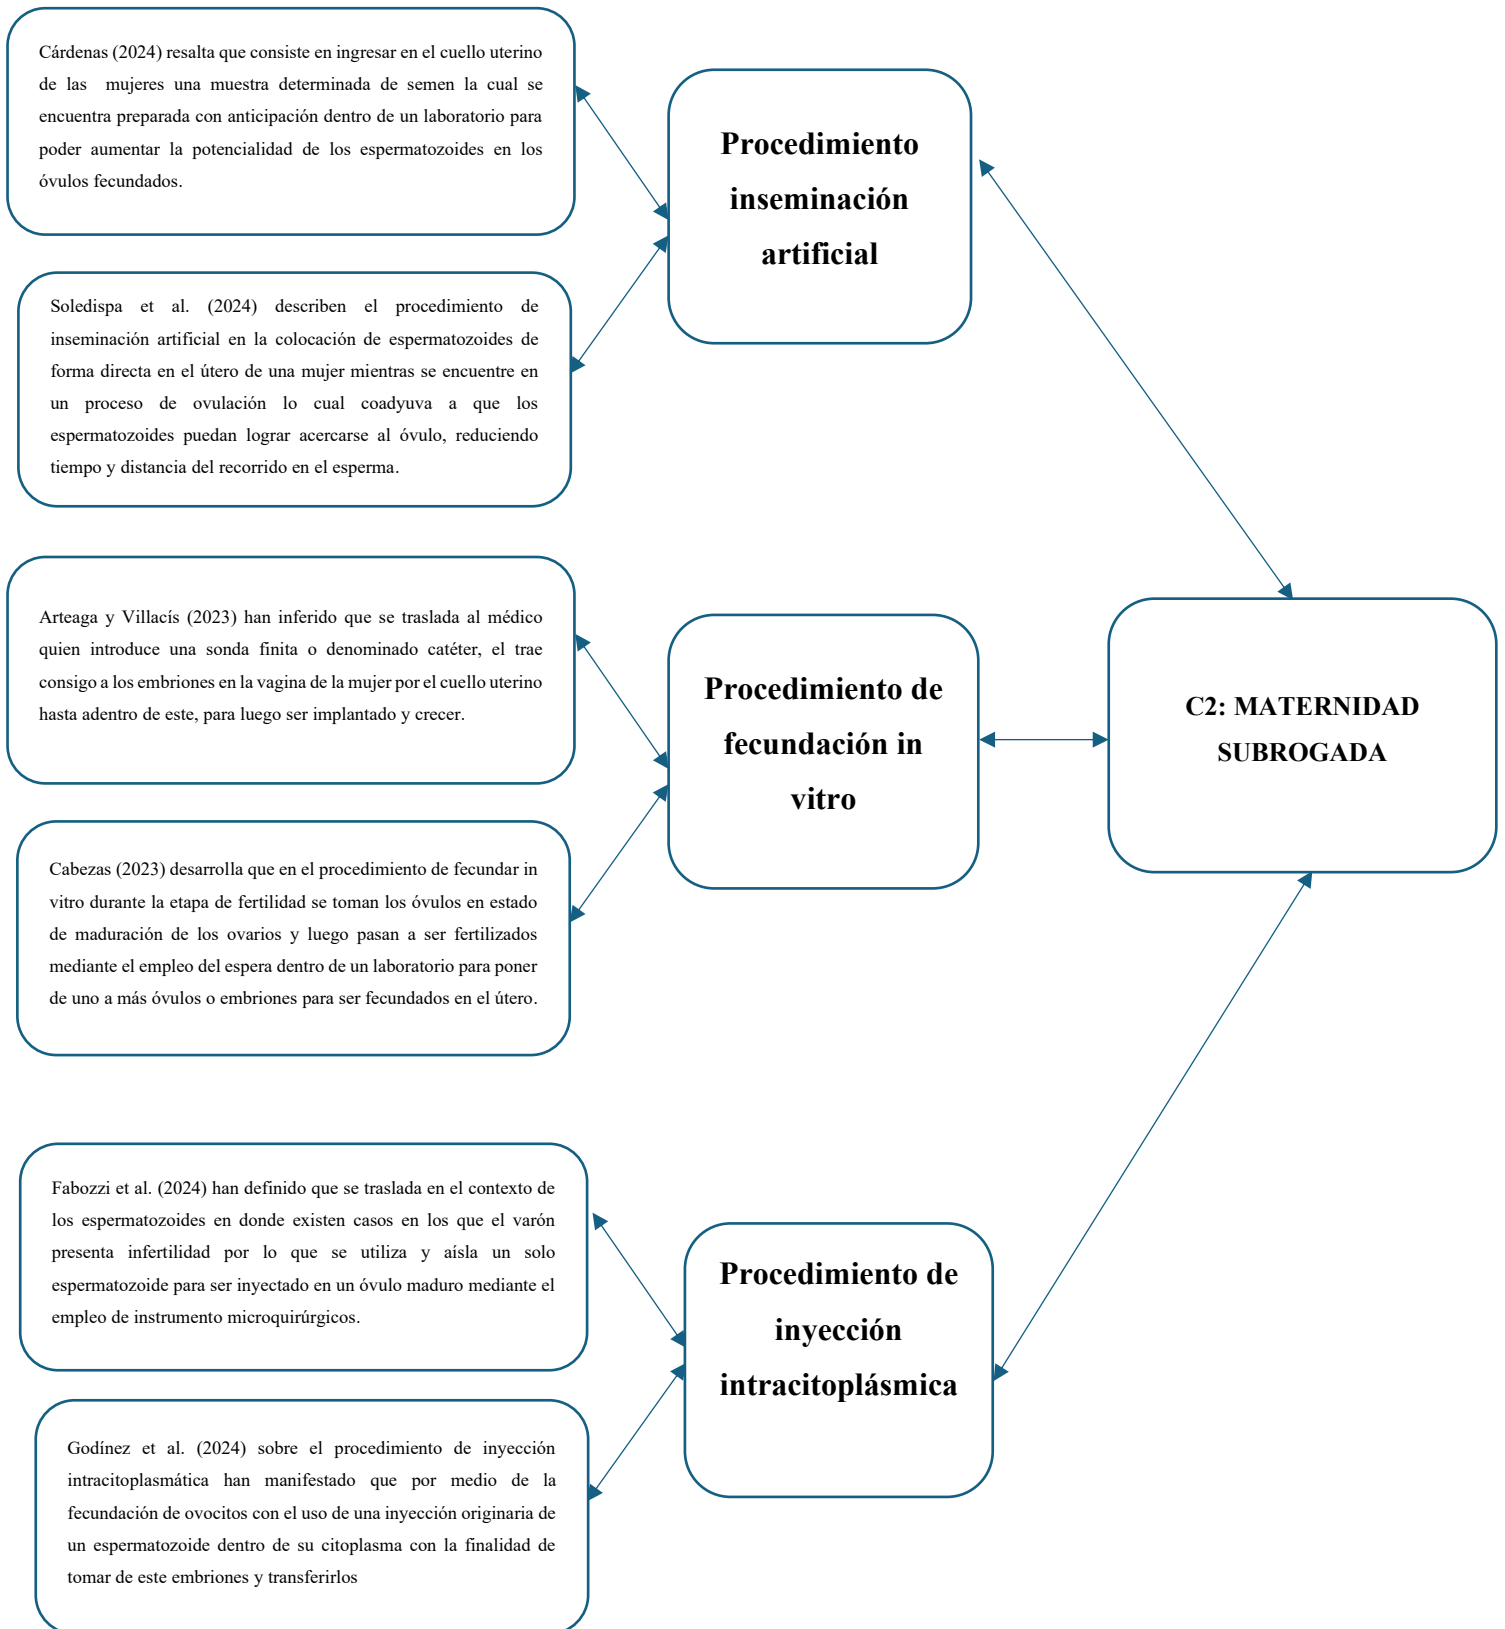 Cárdenas (2024) resalta que consiste en ingresar en el cuello uterino
de las mujeres una muestra determinada de semen la cual se
encuentra preparada con anticipación dentro de un laboratorio para
poder aumentar la potencialidad de los espermatozoides en los
óvulos fecundados.
Soledispa et al. (2024) describen el procedimiento de
inseminación artificial en la colocación de espermatozoides de
forma directa en el útero de una mujer mientras se encuentre en
un proceso de ovulación lo cual coadyuva a que los
espermatozoides puedan lograr acercarse al óvulo, reduciendo
tiempo y distancia del recorrido en el esperma.
Procedimiento
inseminación
artificial
Arteaga y Villacís (2023) han inferido que se traslada al médico
quien introduce una sonda finita o denominado catéter, el trae
consigo a los embriones en la vagina de la mujer por el cuello uterino
hasta adentro de este, para luego ser implantado y crecer.
Cabezas (2023) desarrolla que en el procedimiento de fecundar in
vitro durante la etapa de fertilidad se toman los óvulos en estado
de maduración de los ovarios y luego pasan a ser fertilizados
mediante el empleo del espera dentro de un laboratorio para poner
de uno a más óvulos o embriones para ser fecundados en el útero.
Procedimiento de
fecundación in
vitro
C2: MATERNIDAD
SUBROGADA
Fabozzi et al. (2024) han definido que se traslada en el contexto de
los espermatozoides en donde existen casos en los que el varón
presenta infertilidad por lo que se utiliza y aísla un solo
espermatozoide para ser inyectado en un óvulo maduro mediante el
empleo de instrumento microquirúrgicos.
Godínez et al. (2024) sobre el procedimiento de inyección
intracitoplasmática han manifestado que por medio de la
fecundación de ovocitos con el uso de una inyección originaria de
un espermatozoide dentro de su citoplasma con la finalidad de
tomar de este embriones y transferirlos
Procedimiento de
inyección
intracitoplásmica